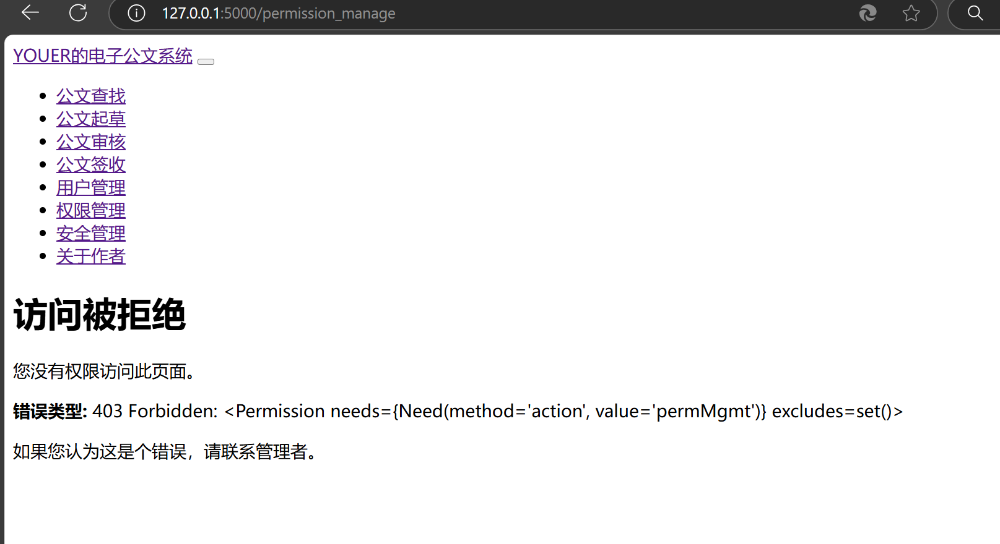 127.0.0.1:5000/permission_manage
YOUER的电子公文系统
公文查找
公文起草
公文审核
公文签收
用户管理
权限管理
安全管理
关于作者
访问被拒绝
您没有权限访问此页面。
错误类型: 403 Forbidden: <Permission needs={Need(method='action', value='permMgmt')} excludes=set()>
如果您认为这是个错误，请联系管理者。